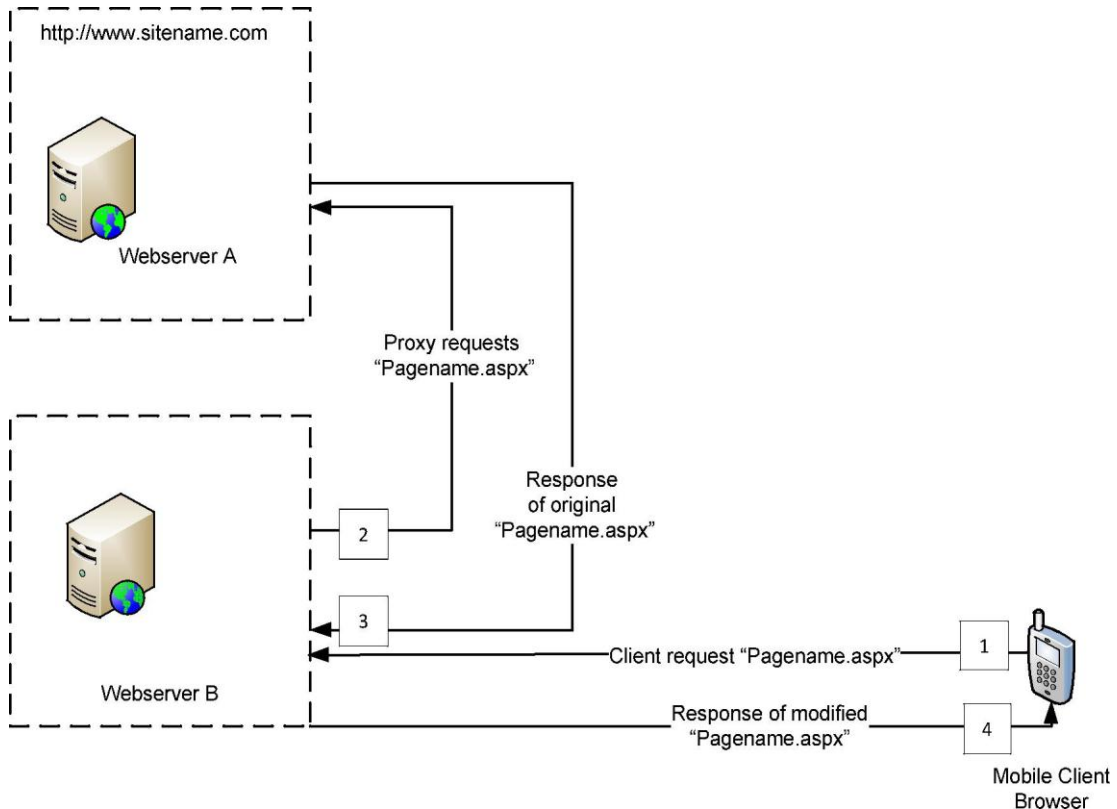 http://www.sitename.com
Webserver A
Proxy requests
“Pagename.aspx”
Response
of original
“Pagename.aspx”
2
3
1
Client request “Pagename.aspx”
Webserver B
Response of modified
“Pagename.aspx”
4
Mobile Client
Browser